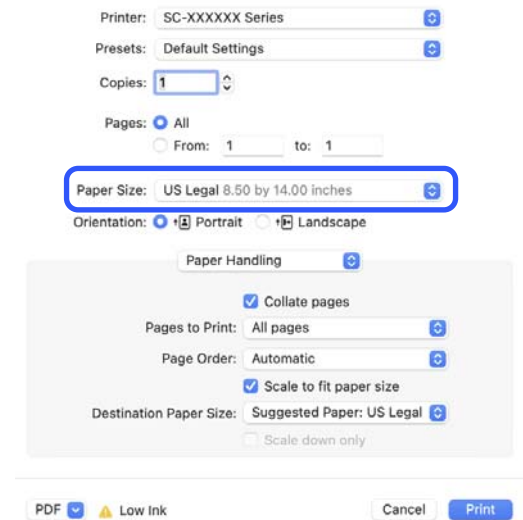 Printer: SC-XXXXXX Series
Presets: Default Settings
Copies: 1
Pages: All
From: 1 to: 1
Paper Size: US Legal 8.50 by 14.00 inches
Orientation: Portrait Landscape
Paper Handling
Collate pages
Pages to Print: All pages
Page Order: Automatic
Scale to fit paper size
Destination Paper Size: Suggested Paper: US Legal
Scale down only
PDF Low Ink Cancel Print